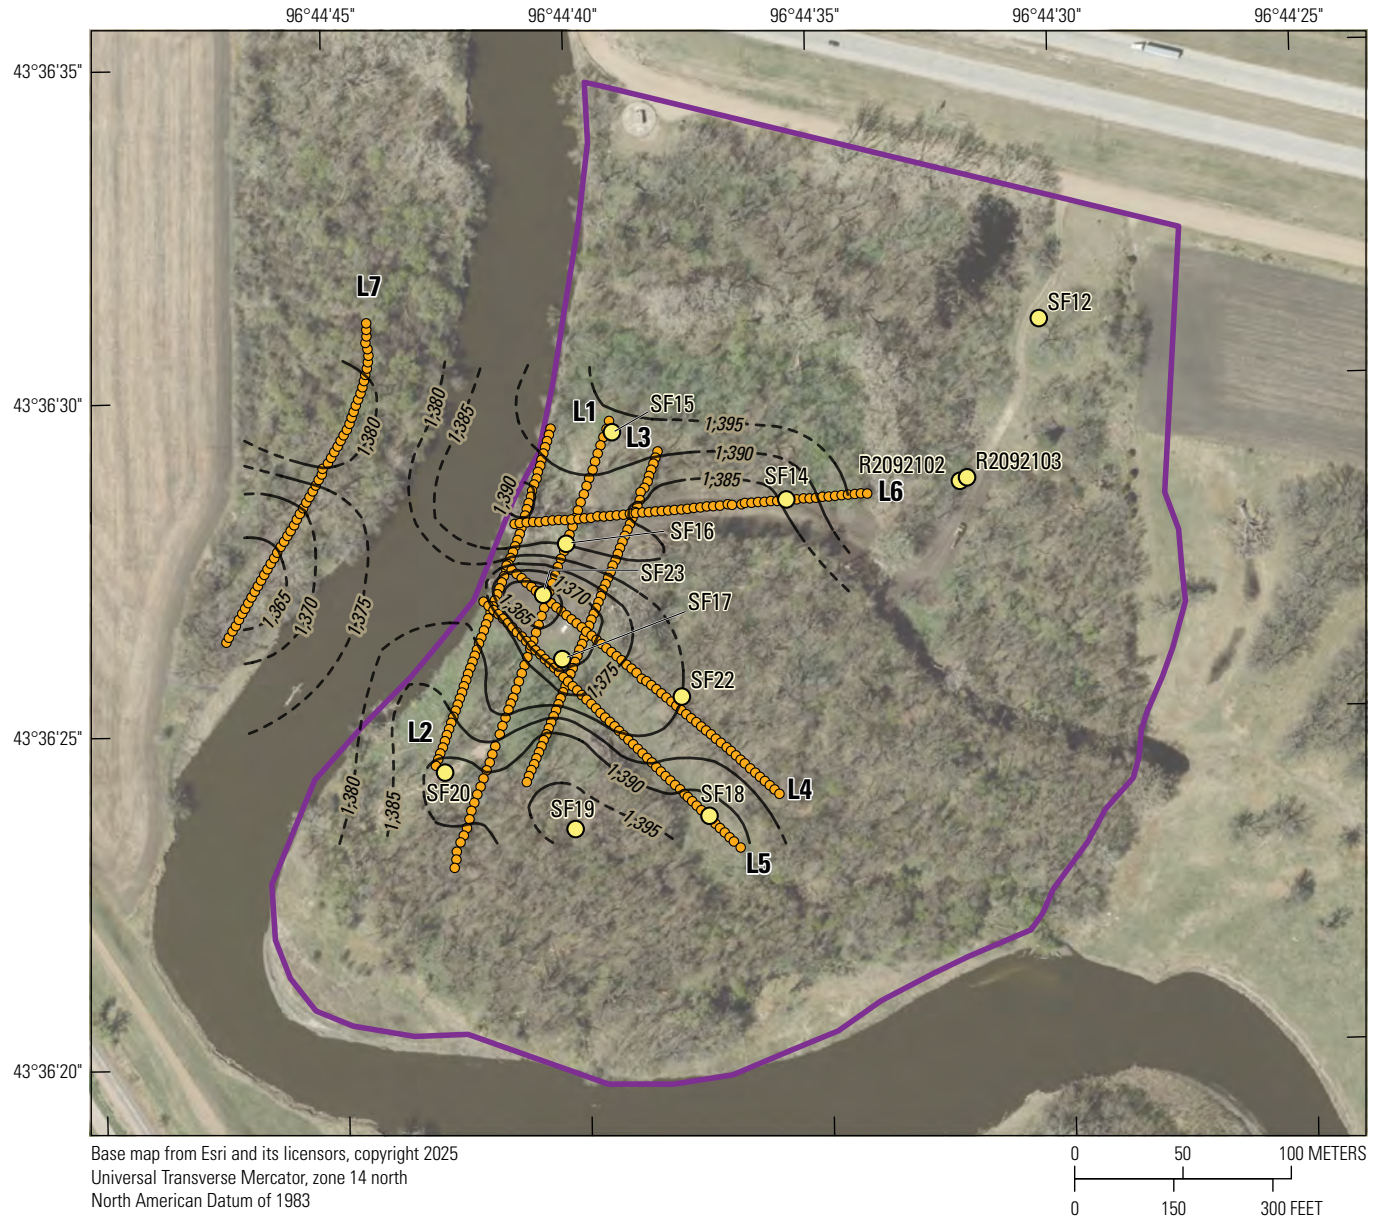 96°44'45" 96°44'40" 96°44'35" 96°44'30" 96°44'25"
43°36'35"
SF12
L7
43°36'30"
1,380
1,385
1,380
L1
SF15
L3
1,395
1,390
1,385
SF14
R2092102
R2092103
L6
1,390
SF16
SF23
1,370
1,365
SF17
1,365
1,370
1,375
1,375
SF22
43°36'25"
L2
1,380
1,385
SF20
1,390
SF19
1,395
SF18
L4
L5
43°36'20"
Base map from Esri and its licensors, copyright 2025
Universal Transverse Mercator, zone 14 north
North American Datum of 1983
0 50 100 METERS
0 150 300 FEET